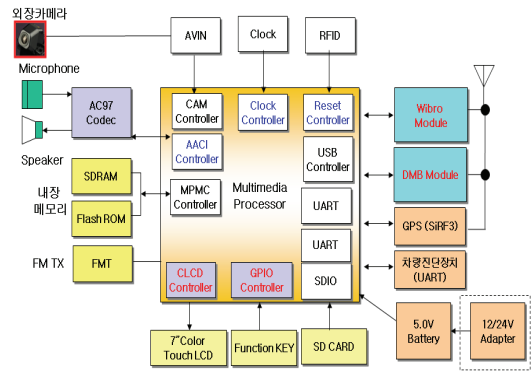 외장카메라
AVIN
Clock
RFID
Microphone
AC97
Codec
Speaker
CAM
Controller
Clock
Controller
Reset
Controller
AACI
Controller
USB
Controller
MPMC
Controller
Multimedia
Processor
UART
UART
CLCD
Controller
GPIO
Controller
SDIO
내장
메모리
SDRAM
Flash ROM
FM TX
FMT
Wibro
Module
DMB Module
GPS (SiRF3)
차량진단장치
(UART)
7"Color
Touch LCD
Function KEY
SD CARD
5.0V
Battery
12/24V
Adapter